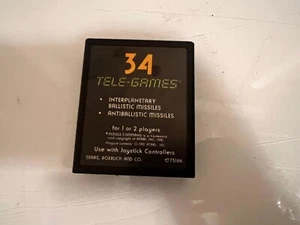 34
TELE-GAMES
• INTERPLANETARY
BALLISTIC MISSILES
• ANTIBALLISTIC MISSILES
for 1 or 2 players
Use with Joystick Controllers
SEARS, ROEBUCK AND CO.